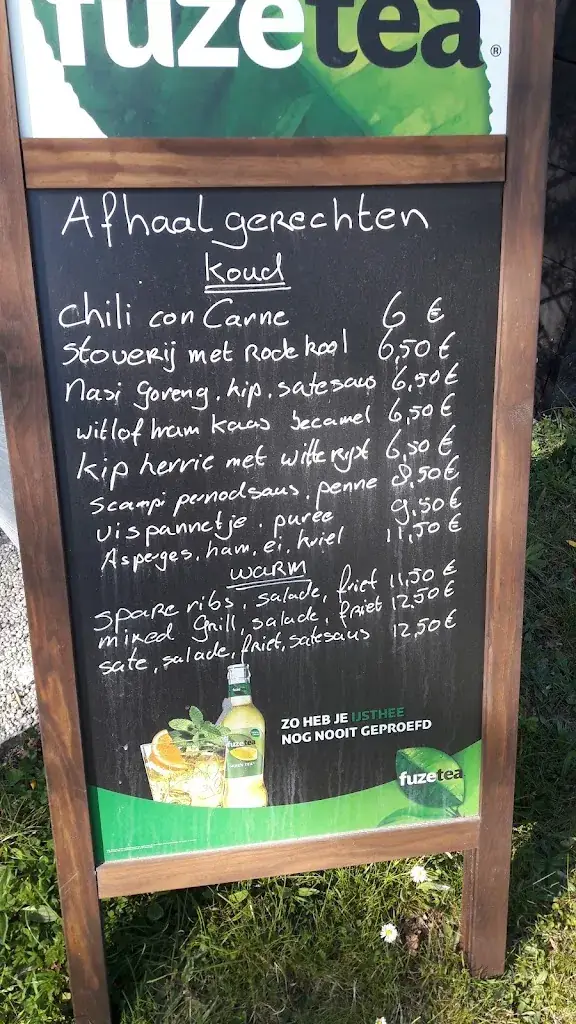 fuzetea®
Afhaalgerechten
Koud
chili con Carne 6 €
Stoverij met Rode kool 6,50 €
Nasi Goreng, kip, satesaus 6,50 €
witlof ham kaas becamel 6,50 €
kip kerrie met witte rijst 6,50 €
Scampi pernodsaus, penne 8,50 €
vispannetje, puree 9,50 €
Asperges, ham, ei, kriel 11,50 €
WARM
spare ribs, salade, friet 11,50 €
mixed Grill, salade, friet 12,50 €
sate, salade, friet, satesaus 12,50 €
ZO HEB JE IJSTHEE
NOG NOOIT GEPROEFD
fuzetea
fuzetea